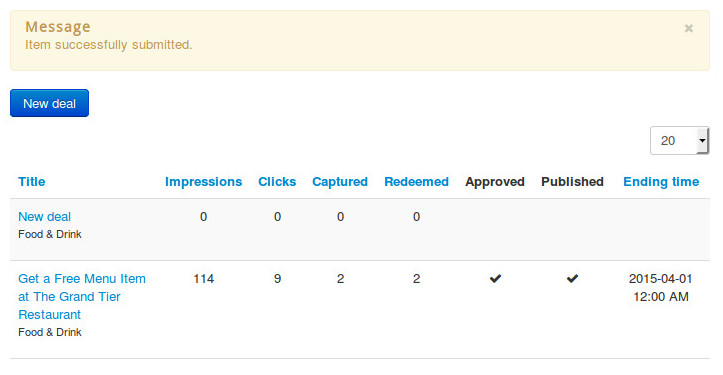 Message
×
Item successfully submitted.
New deal
20
Title Impressions Clicks Captured Redeemed Approved Published Ending time
New deal 0 0 0 0
Food & Drink
Get a Free Menu Item 114 9 2 2 ✔ ✔ 2015-04-01
at The Grand Tier 12:00 AM
Restaurant
Food & Drink